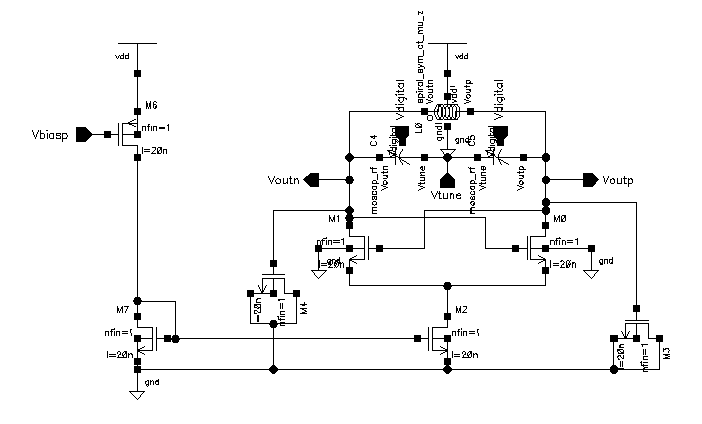 vdd
M6
Vbiasp
nfin=1
l=20n
spiral_sym_ct_mu_z
vdd
Voutn
vdd!
Voutp
L0
gnd!
gnd
Vdigital
Vdigital
C4
C5
Vdigital
Vdigital
moscap_rf
Voutn
Vtune
moscap_rf
Vtune
Voutp
Voutn
Vtune
Voutp
M1
M0
nfin=1
l=20n
gnd
nfin=1
l=20n
gnd
M4
l=20n
nfin=1
M7
nfin=1
l=20n
M2
nfin=1
l=20n
l=20n
nfin=1
M3
gnd